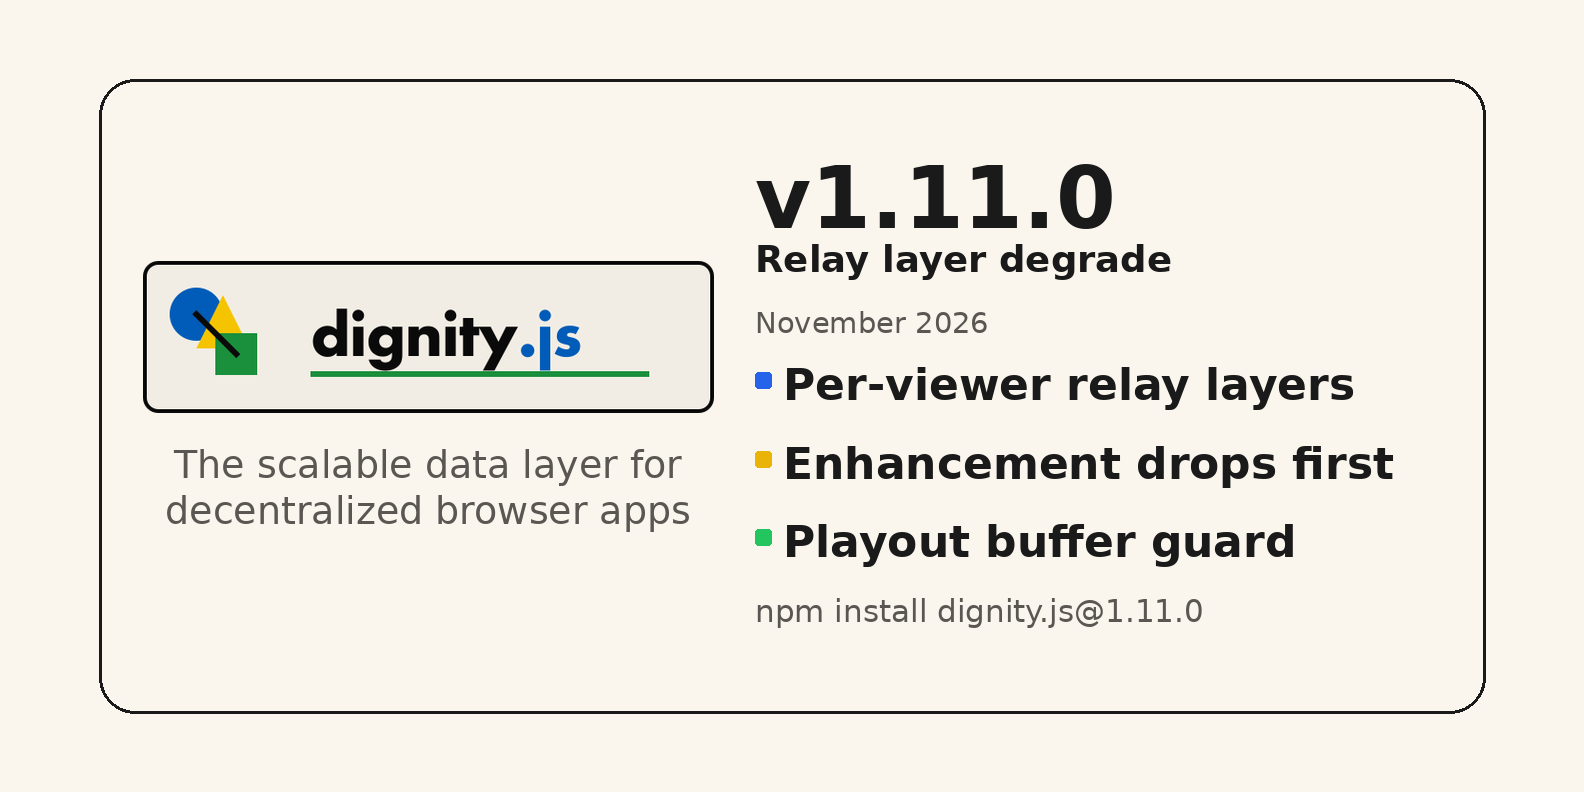 dignity.js
The scalable data layer for
decentralized browser apps
v1.11.0
Relay layer degrade
November 2026
Per-viewer relay layers
Enhancement drops first
Playout buffer guard
npm install dignity.js@1.11.0